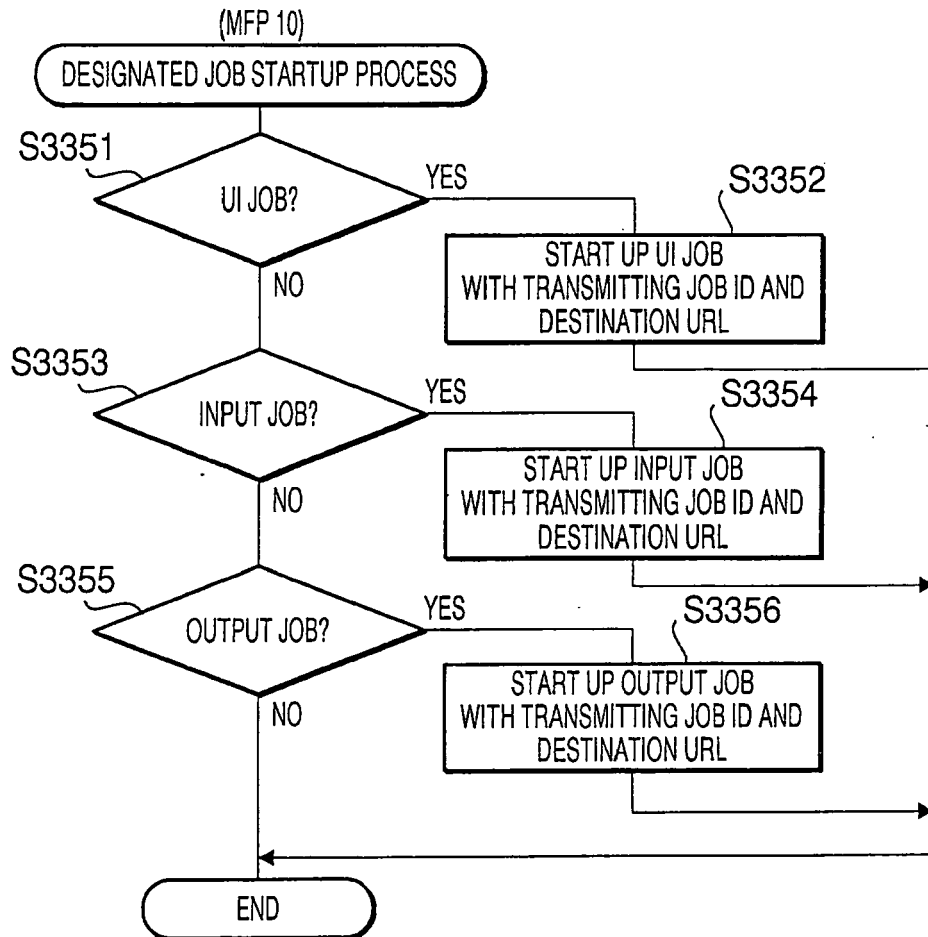 (MFP 10)
DESIGNATED JOB STARTUP PROCESS
S3351
UI JOB?
YES
NO
S3352
START UP UI JOB
WITH TRANSMITTING JOB ID AND
DESTINATION URL
S3353
INPUT JOB?
YES
NO
S3354
START UP INPUT JOB
WITH TRANSMITTING JOB ID AND
DESTINATION URL
S3355
OUTPUT JOB?
YES
NO
S3356
START UP OUTPUT JOB
WITH TRANSMITTING JOB ID AND
DESTINATION URL
END